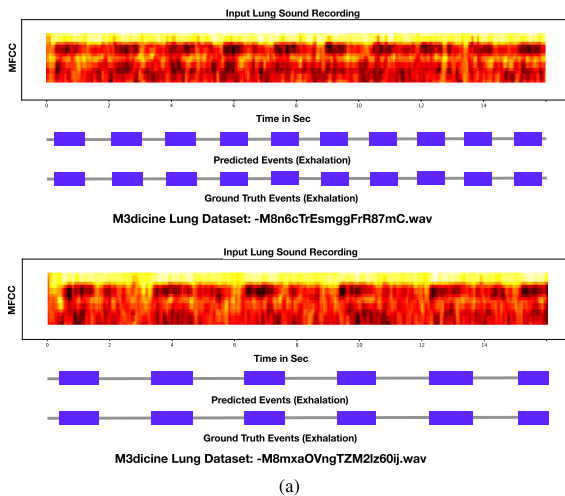 Input Lung Sound Recording
MFCC
0 2 4 6 8 10 12 14
Time in Sec
Predicted Events (Exhalation)
Ground Truth Events (Exhalation)
M3dicine Lung Dataset: -M8n6cTrEsmggFrR87mC.wav
Input Lung Sound Recording
MFCC
0 2 4 6 8 10 12 14
Time in Sec
Predicted Events (Exhalation)
Ground Truth Events (Exhalation)
M3dicine Lung Dataset: -M8mxaOVngTZM2lz60ij.wav
(a)